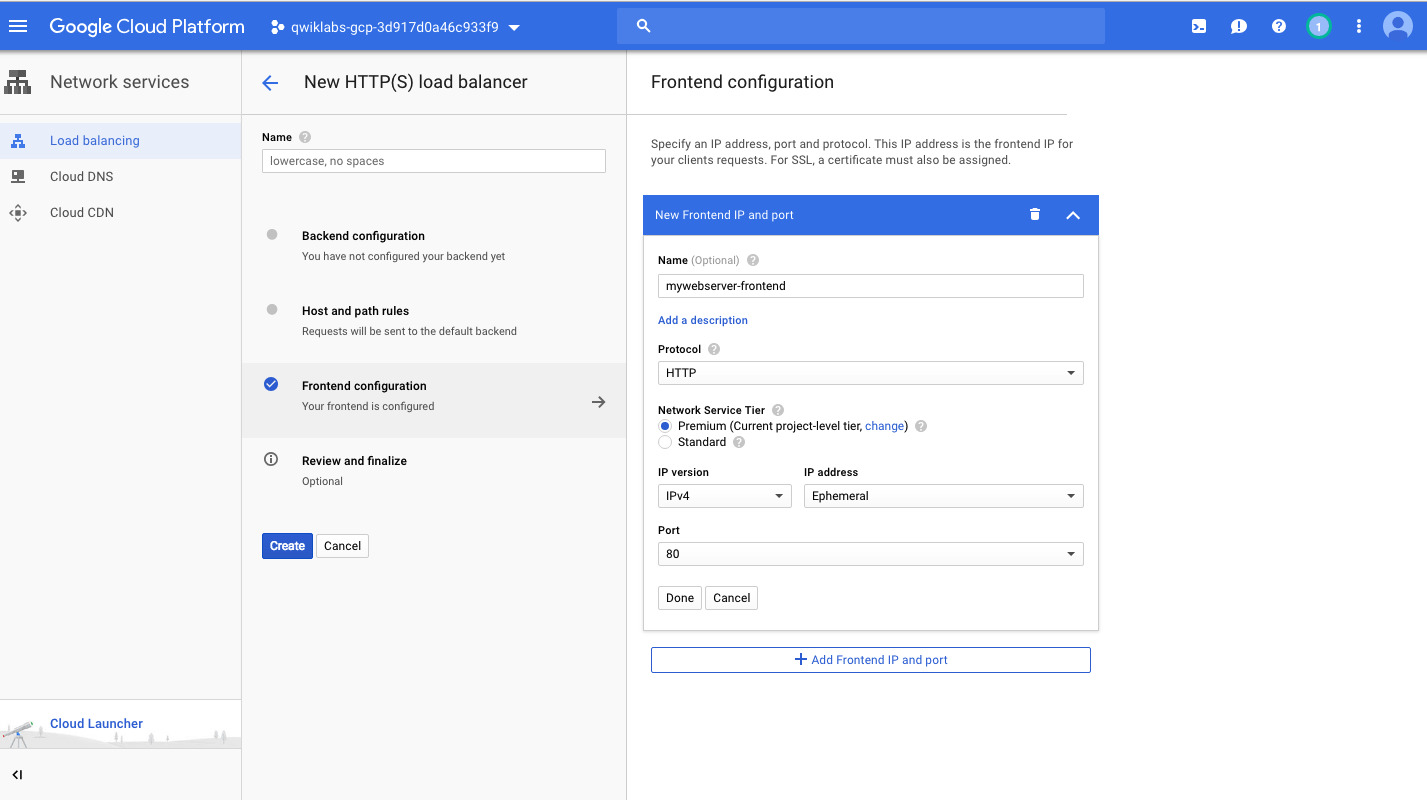 Google Cloud Platform
qwiklabs-gcp-3d917d0a46c933f9
1
Network services
Load balancing
Cloud DNS
Cloud CDN
Cloud Launcher
New HTTP(S) load balancer
Name
lowercase, no spaces
Backend configuration
You have not configured your backend yet
Host and path rules
Requests will be sent to the default backend
Frontend configuration
Your frontend is configured
Review and finalize
Optional
Create Cancel
Frontend configuration
Specify an IP address, port and protocol. This IP address is the frontend IP for
your clients requests. For SSL, a certificate must also be assigned.
New Frontend IP and port
Name (Optional)
mywebserver-frontend
Add a description
Protocol
HTTP
Network Service Tier
Premium (Current project-level tier, change)
Standard
IP version IP address
IPv4 Ephemeral
Port
80
Done Cancel
Add Frontend IP and port